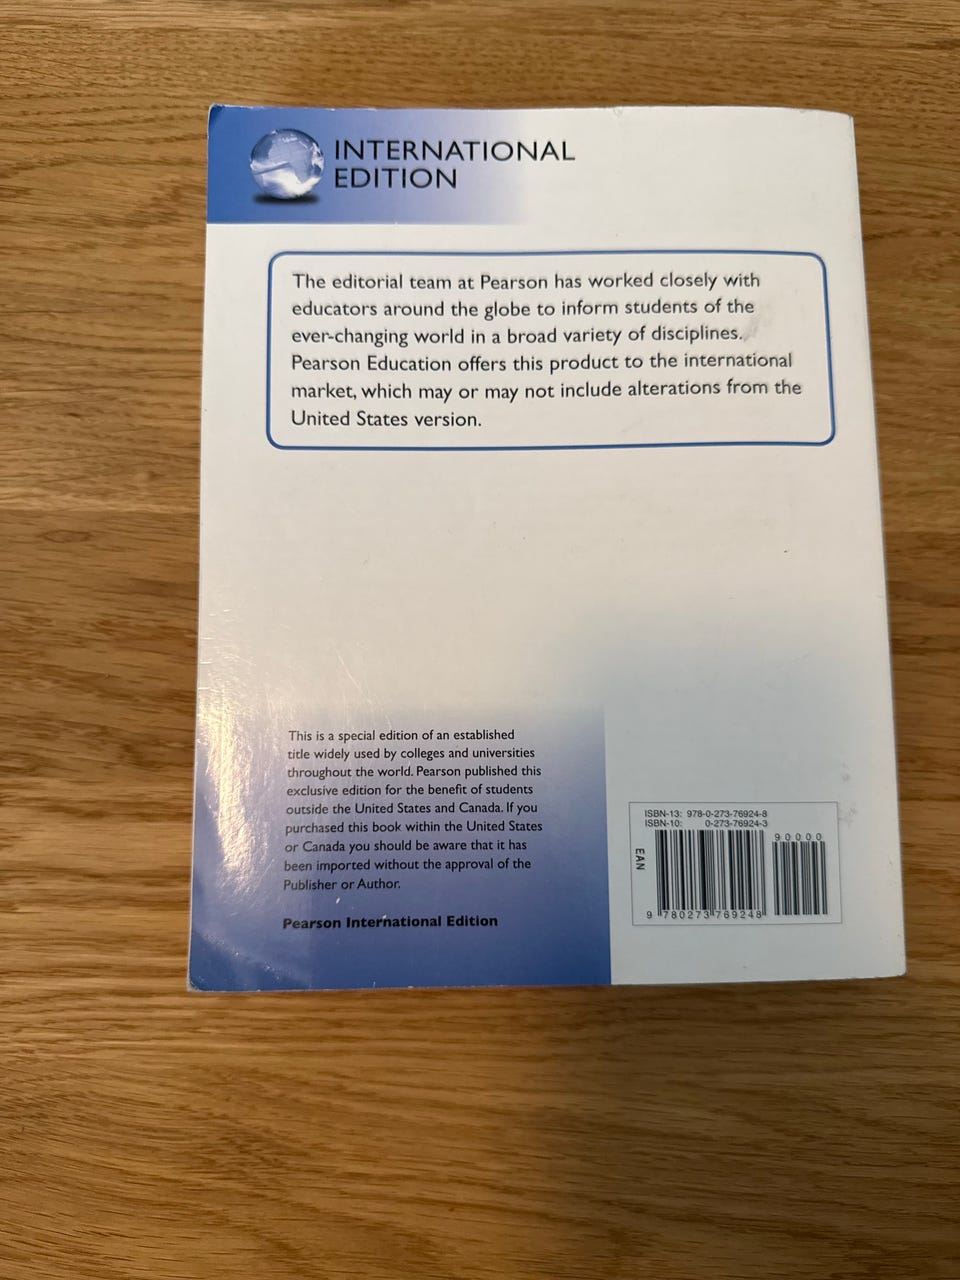 INTERNATIONAL
EDITION
The editorial team at Pearson has worked closely with
educators around the globe to inform students of the
ever-changing world in a broad variety of disciplines.
Pearson Education offers this product to the international
market, which may or may not include alterations from the
United States version.
This is a special edition of an established
title widely used by colleges and universities
throughout the world. Pearson published this
exclusive edition for the benefit of students
outside the United States and Canada. If you
purchased this book within the United States
or Canada you should be aware that it has
been imported without the approval of the
Publisher or Author.
Pearson International Edition
ISBN-13: 978-0-273-76924-8
ISBN-10: 0-273-76924-3
90000
EAN
9 780273 769248